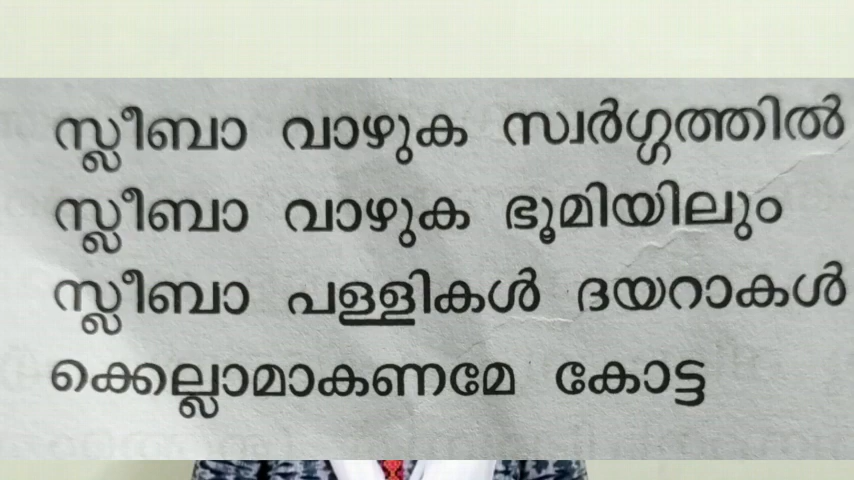 സ്ലീബാ വാഴുക സ്വർഗ്ഗത്തിൽ
സ്ലീബാ വാഴുക ഭൂമിയിലും
സ്ലീബാ പള്ളികൾ ദയറാകൾ
ക്കെല്ലാമാകണമേ കോട്ട